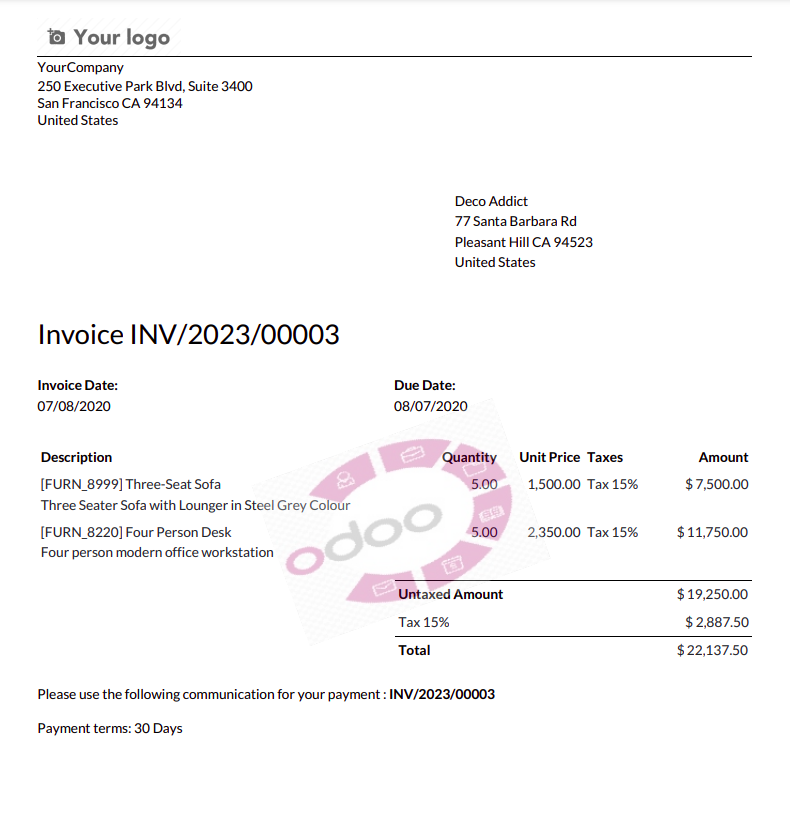 Your logo
YourCompany
250 Executive Park Blvd, Suite 3400
San Francisco CA 94134
United States
Deco Addict
77 Santa Barbara Rd
Pleasant Hill CA 94523
United States
Invoice INV/2023/00003
Invoice Date: Due Date:
07/08/2020 08/07/2020
Description Quantity Unit Price Taxes Amount
[FURN_8999] Three-Seat Sofa 5.00 1,500.00 Tax 15% $ 7,500.00
Three Seater Sofa with Lounger in Steel Grey Colour
[FURN_8220] Four Person Desk 5.00 2,350.00 Tax 15% $ 11,750.00
Four person modern office workstation
odoo
Untaxed Amount $ 19,250.00
Tax 15% $ 2,887.50
Total $ 22,137.50
Please use the following communication for your payment : INV/2023/00003
Payment terms: 30 Days